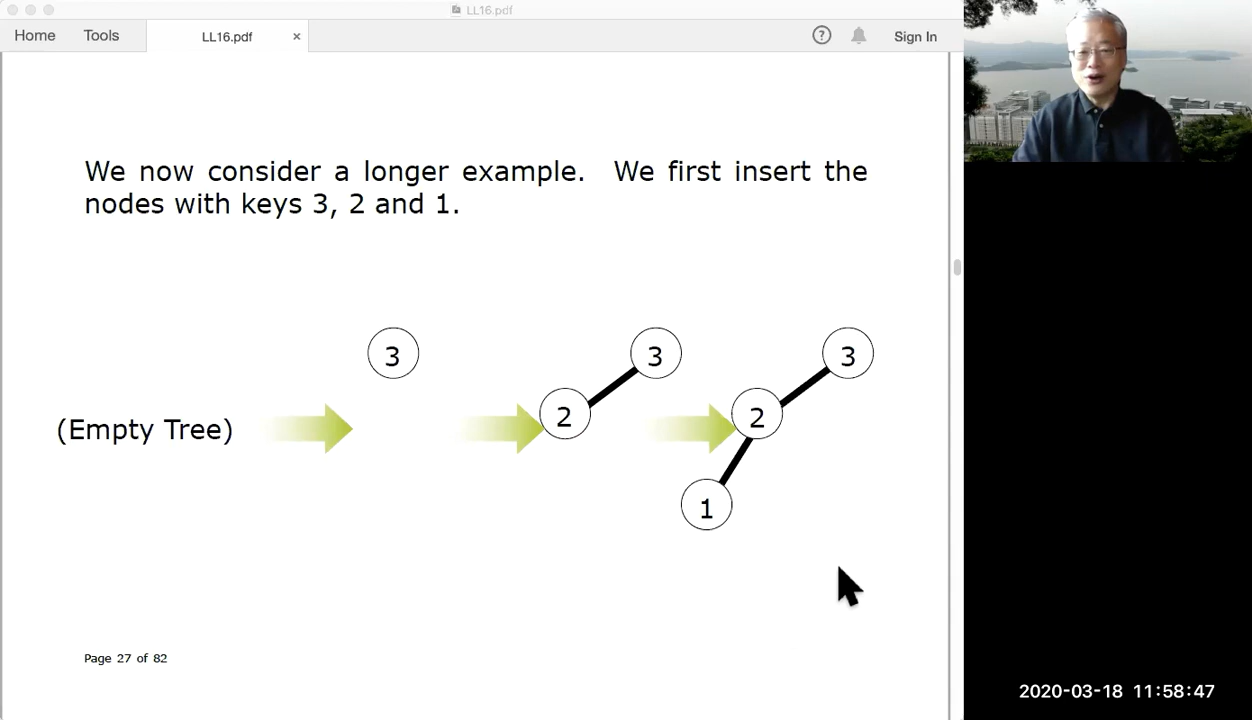 LL16.pdf
Home Tools LL16.pdf × ? Sign In
We now consider a longer example. We first insert the
nodes with keys 3, 2 and 1.
3 3 3
2 2
(Empty Tree)
1
Page 27 of 82
2020-03-18 11:58:47